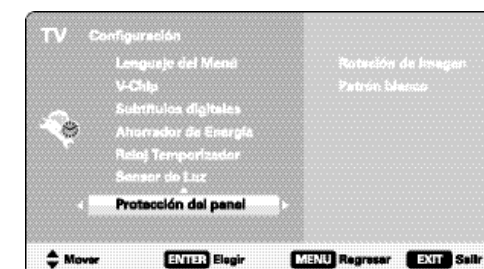 TV Configuración
Lenguaje del Menú
V-Chip
Subtítulos digitales
Ahorrador de Energía
Reloj Temporizador
Sensor de Luz
Protección del panel
Rotación de Imagen
Patrón blanco
Mover ENTER Elegir MENU Regresar EXIT Salir